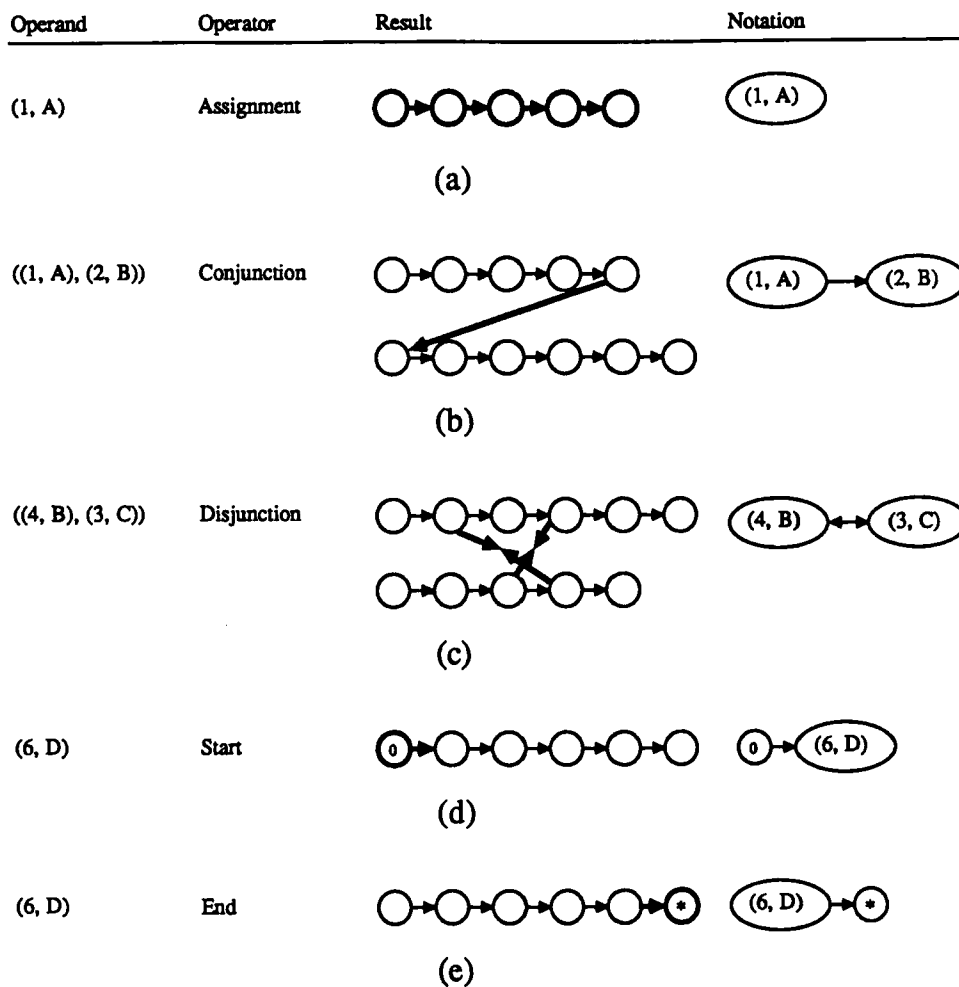 Operand Operator Result Notation
(1, A) Assignment (1, A)
(a)
((1, A), (2, B)) Conjunction (1, A) (2, B)
(b)
((4, B), (3, C)) Disjunction (4, B) (3, C)
(c)
(6, D) Start 0 0 (6, D)
(d)
(6, D) End * (6, D) *
(e)